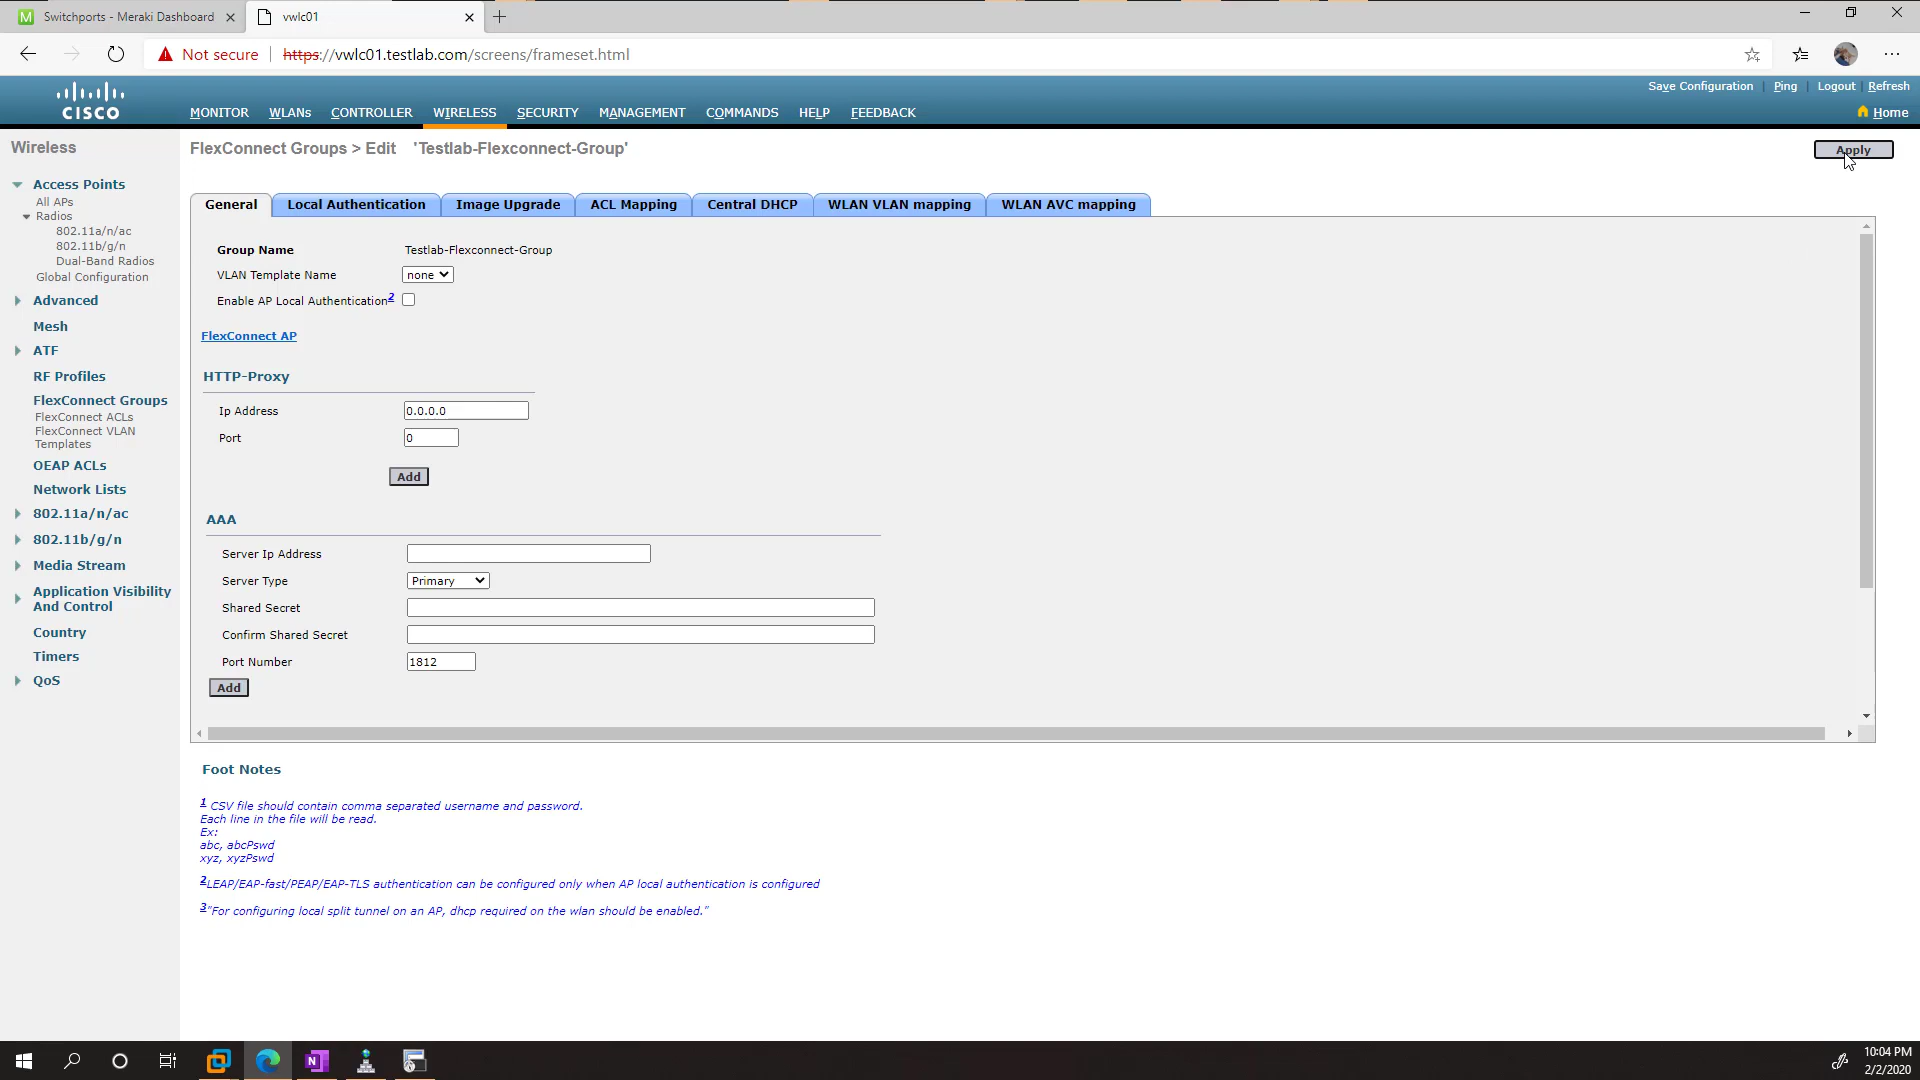 Switchports - Meraki Dashboard
vwlc01
Not secure
https://vwlc01.testlab.com/screens/frameset.html
Save Configuration Ping Logout Refresh
CISCO
MONITOR WLANs CONTROLLER WIRELESS SECURITY MANAGEMENT COMMANDS HELP FEEDBACK
Home
Wireless
Access Points
All APs
Radios
802.11a/n/ac
802.11b/g/n
Dual-Band Radios
Global Configuration
Advanced
Mesh
ATF
RF Profiles
FlexConnect Groups
FlexConnect ACLs
FlexConnect VLAN
Templates
OEAP ACLs
Network Lists
802.11a/n/ac
802.11b/g/n
Media Stream
Application Visibility
And Control
Country
Timers
QoS
FlexConnect Groups > Edit 'Testlab-Flexconnect-Group'
Apply
General Local Authentication Image Upgrade ACL Mapping Central DHCP WLAN VLAN mapping WLAN AVC mapping
Group Name Testlab-Flexconnect-Group
VLAN Template Name none
Enable AP Local Authentication2
FlexConnect AP
HTTP-Proxy
Ip Address 0.0.0.0
Port 0
Add
AAA
Server Ip Address
Server Type Primary
Shared Secret
Confirm Shared Secret
Port Number 1812
Add
Foot Notes
1 CSV file should contain comma separated username and password.
Each line in the file will be read.
Ex:
abc, abcPswd
xyz, xyzPswd
2LEAP/EAP-fast/PEAP/EAP-TLS authentication can be configured only when AP local authentication is configured
3"For configuring local split tunnel on an AP, dhcp required on the wlan should be enabled."
10:04 PM
2/2/2020